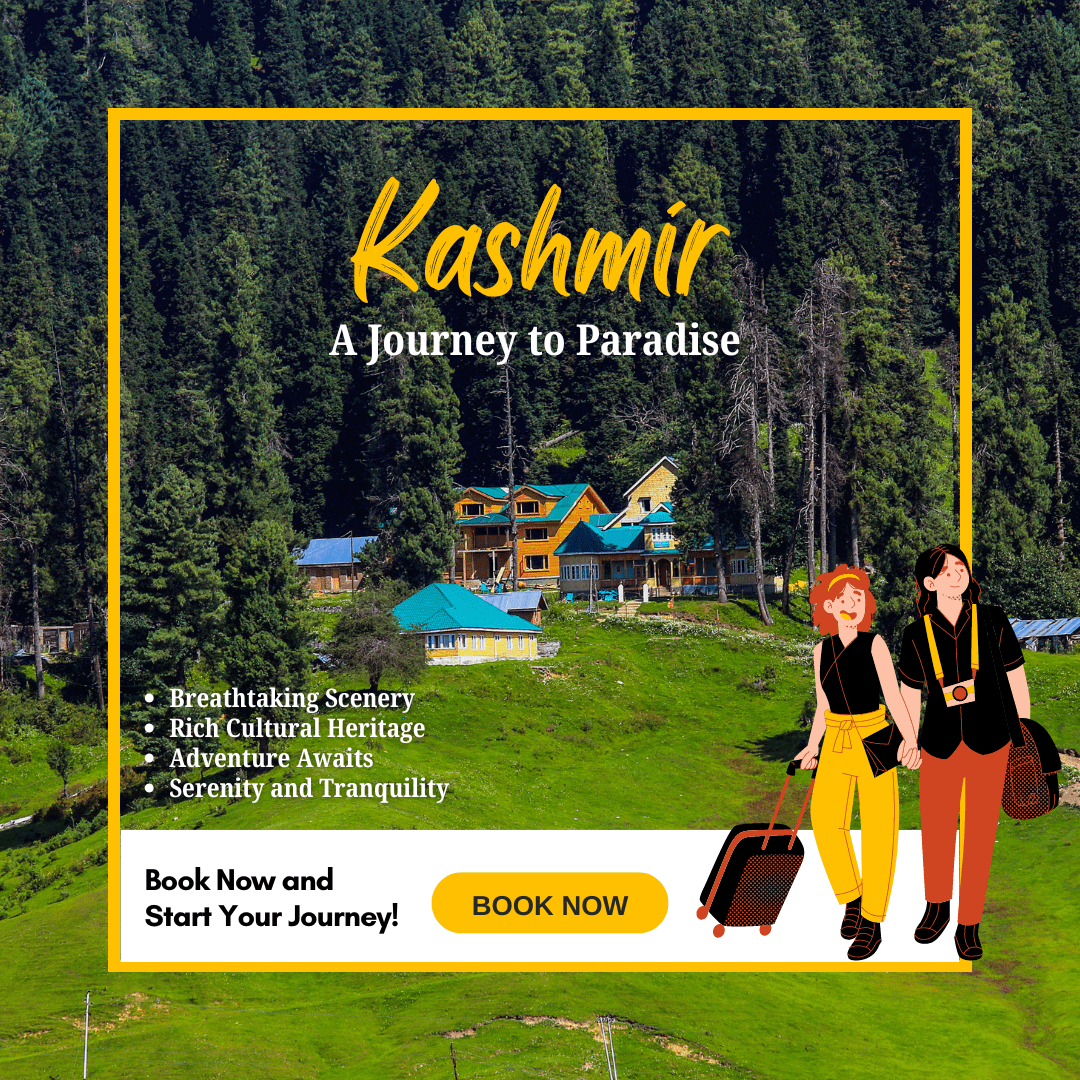 Kashmir
A Journey to Paradise
• Breathtaking Scenery
• Rich Cultural Heritage
• Adventure Awaits
• Serenity and Tranquility
Book Now and
Start Your Journey!
BOOK NOW